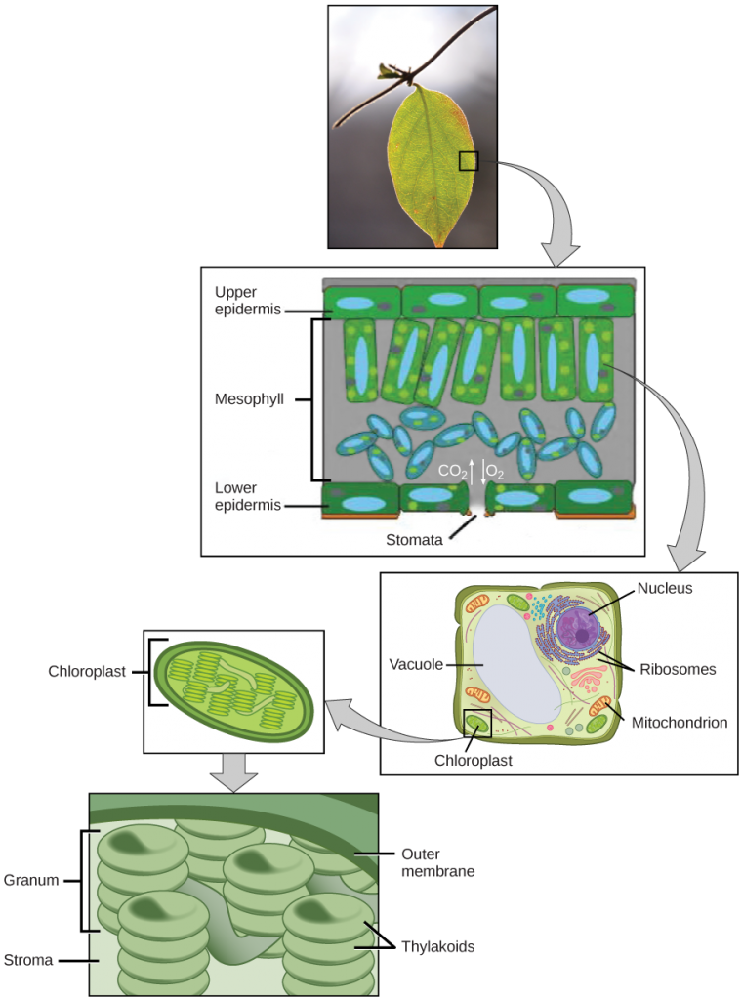 Upper
epidermis
Mesophyll
CO2 O2
Lower
epidermis
Stomata
Nucleus
Vacuole
Ribosomes
Mitochondrion
Chloroplast
Chloroplast
Granum
Outer
membrane
Stroma
Thylakoids